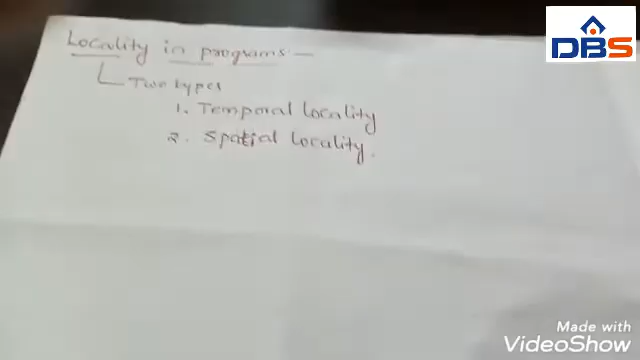 DBS
Locality in programs —
Two types
1. Temporal locality
2. Spatial locality.
Made with
VideoShow